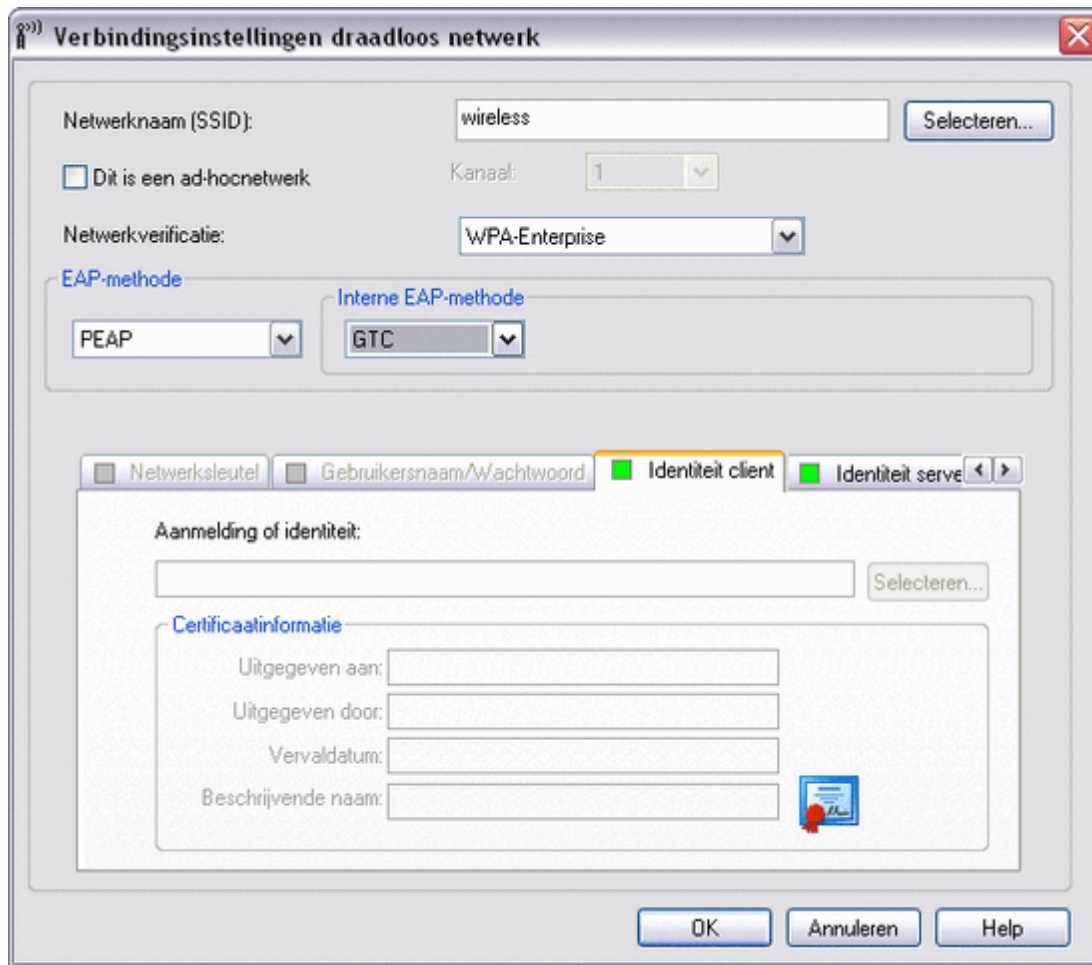 Verbindingsinstellingen draadloos netwerk
Netwerknaam (SSID): wireless Selecteren...
Dit is een ad-hocnetwerk Kanaal: 1
Netwerkverificatie: WPA-Enterprise
EAP-methode
Interne EAP-methode
PEAP GTC
Netwerksleutel Gebruikersnaam/Wachtwoord Identiteit client Identiteit serve
Aanmelding of identiteit:
Selecteren...
Certificaatinformatie
Uitgegeven aan:
Uitgegeven door:
Vervaldatum:
Beschrijvende naam:
OK Annuleren Help